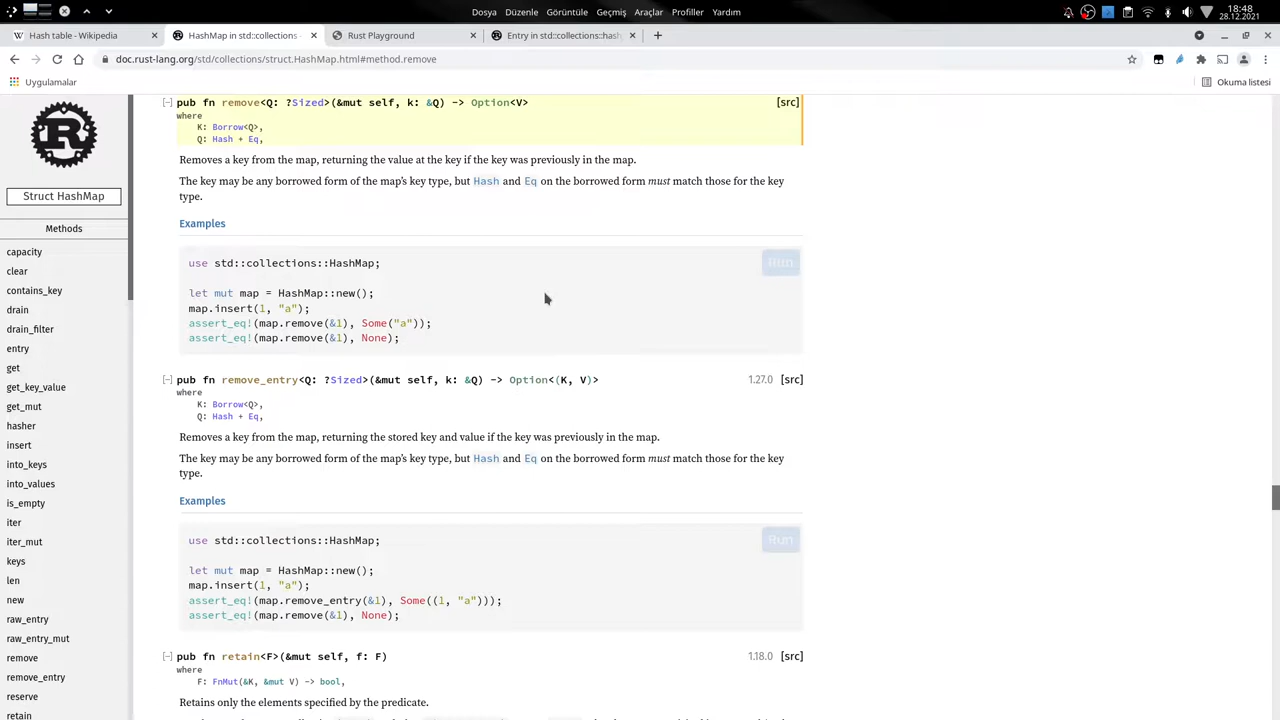 Dosya Düzenle Görüntüle Geçmiş Araçlar Profiller Yardım
18:48
28.12.2021
Hash table - Wikipedia
HashMap in std::collections -
Rust Playground
Entry in std::collections::hash
doc.rust-lang.org/std/collections/struct.HashMap.html#method.remove
Uygulamalar
Okuma listesi
Struct HashMap
Methods
capacity
clear
contains_key
drain
drain_filter
entry
get
get_key_value
get_mut
hasher
insert
into_keys
into_values
is_empty
iter
iter_mut
keys
len
new
raw_entry
raw_entry_mut
remove
remove_entry
reserve
retain
[-] pub fn remove<Q: ?Sized>(&mut self, k: &Q) -> Option<V> [src]
where
K: Borrow<Q>,
Q: Hash + Eq,
Removes a key from the map, returning the value at the key if the key was previously in the map.
The key may be any borrowed form of the map’s key type, but Hash and Eq on the borrowed form must match those for the key
type.
Examples
Run
use std::collections::HashMap;
let mut map = HashMap::new();
map.insert(1, "a");
assert_eq!(map.remove(&1), Some("a"));
assert_eq!(map.remove(&1), None);
[-] pub fn remove_entry<Q: ?Sized>(&mut self, k: &Q) -> Option<(K, V)> 1.27.0 [src]
where
K: Borrow<Q>,
Q: Hash + Eq,
Removes a key from the map, returning the stored key and value if the key was previously in the map.
The key may be any borrowed form of the map’s key type, but Hash and Eq on the borrowed form must match those for the key
type.
Examples
Run
use std::collections::HashMap;
let mut map = HashMap::new();
map.insert(1, "a");
assert_eq!(map.remove_entry(&1), Some((1, "a")));
assert_eq!(map.remove(&1), None);
[-] pub fn retain<F>(&mut self, f: F) 1.18.0 [src]
where
F: FnMut(&K, &mut V) -> bool,
Retains only the elements specified by the predicate.